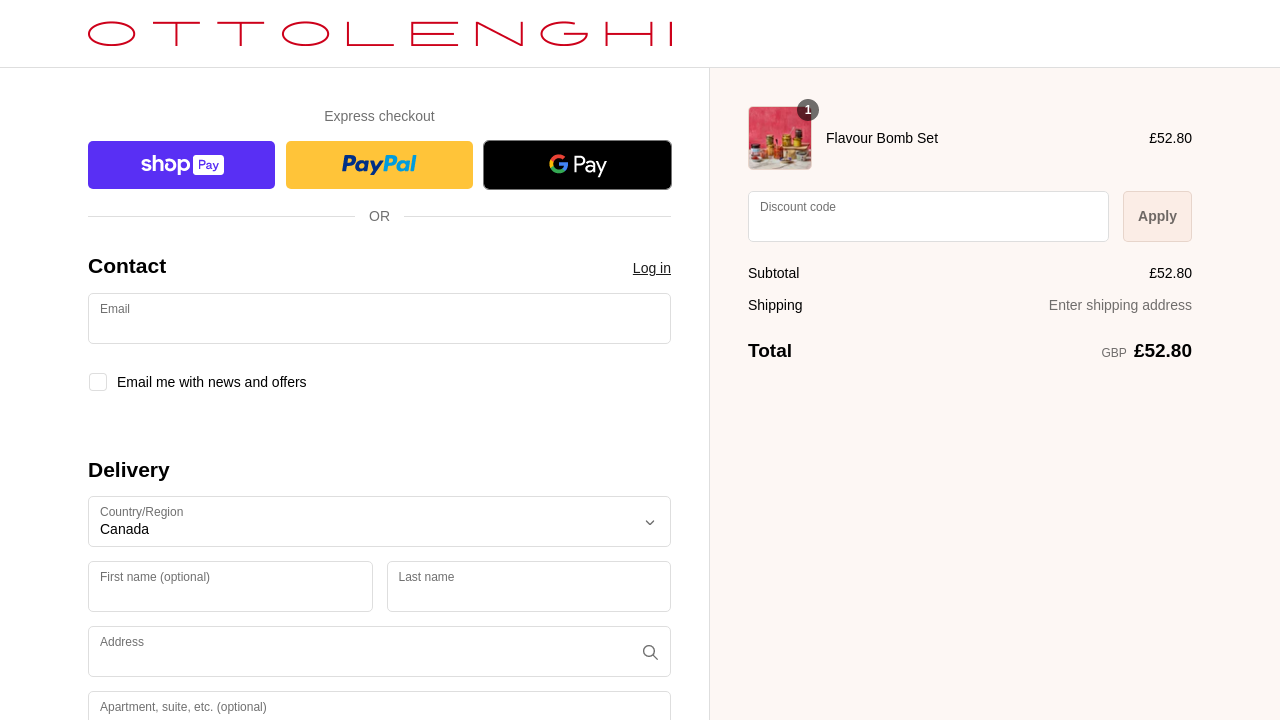 OTTOLENGHI
Express checkout
shop Pay
PayPal
G Pay
OR
Contact
Log in
Email
Email me with news and offers
Delivery
Country/Region
Canada
First name (optional)
Last name
Address
Apartment, suite, etc. (optional)
1
Flavour Bomb Set
£52.80
Discount code
Apply
Subtotal
£52.80
Shipping
Enter shipping address
Total
GBP £52.80